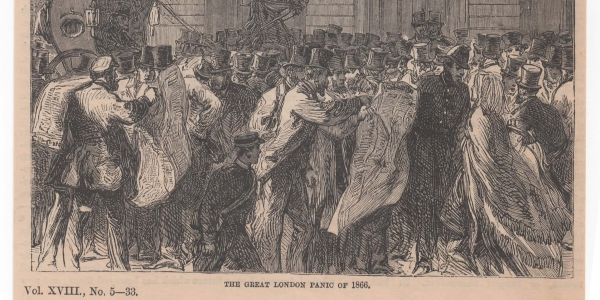 THE GREAT LONDON PANIC OF 1866.
Vol. XVIII., No. 5—33.